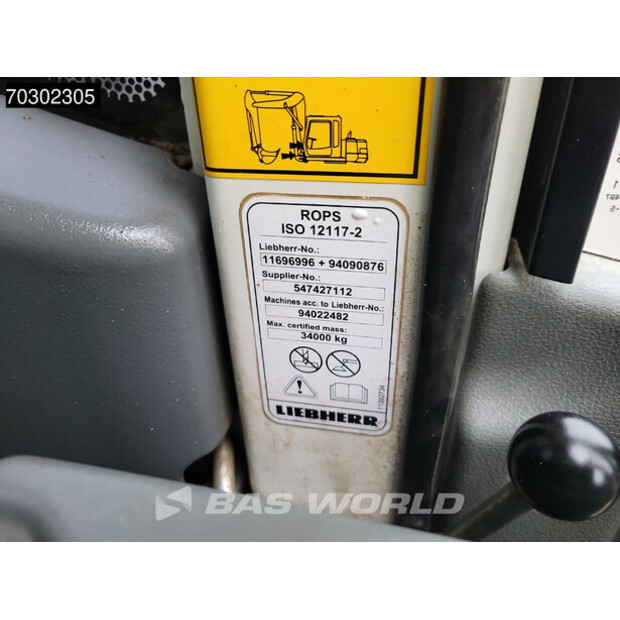 70302305
ROPS
ISO 12117-2
Liebherr-No.:
11696996 + 94090876
Supplier-No.:
547427112
Machines acc. to Liebherr-No.:
94022482
Max. certified mass:
34000 kg
LIEBHERR
11392734
BAS WORLD